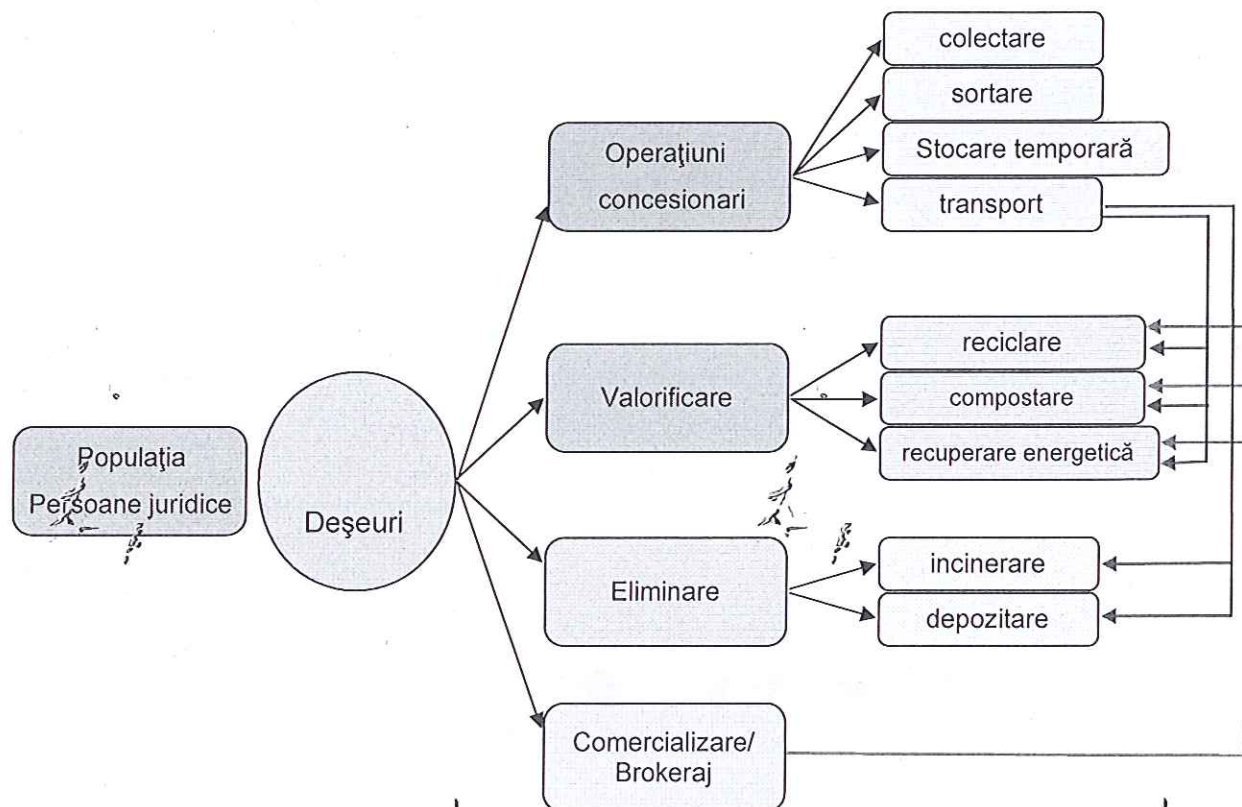 colectare
sortare
Stocare temporară
transport
Operaţiuni
concesionari
reciclare
compostare
recuperare energetică
Valorificare
Populaţia
Persoane juridice
Deşeuri
incinerare
depozitare
Eliminare
Comercializare/
Brokeraj